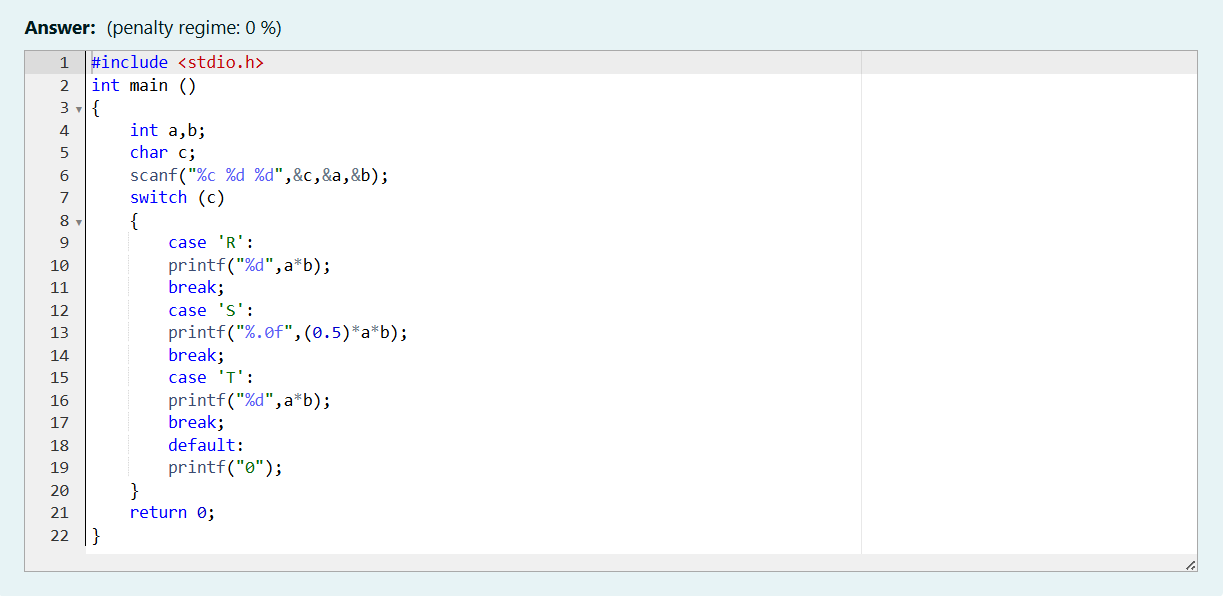 Answer: (penalty regime: 0 %)
1 #include <stdio.h>
2 int main ()
3 {
4     int a,b;
5     char c;
6     scanf("%c %d %d",&c,&a,&b);
7     switch (c)
8     {
9         case 'R':
10         printf("%d",a*b);
11         break;
12         case 'S':
13         printf("%.0f",(0.5)*a*b);
14         break;
15         case 'T':
16         printf("%d",a*b);
17         break;
18         default:
19         printf("0");
20     }
21     return 0;
22 }